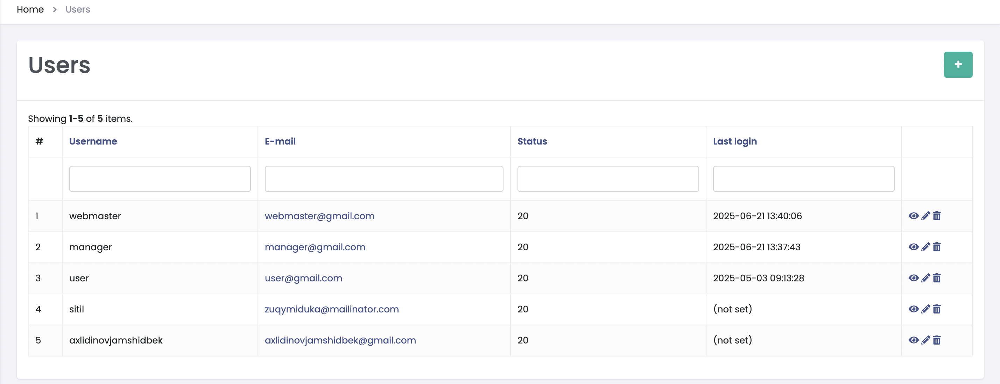 Home > Users
Users
+
Showing 1-5 of 5 items.
# Username E-mail Status Last login
1 webmaster webmaster@gmail.com 20 2025-06-21 13:40:06
2 manager manager@gmail.com 20 2025-06-21 13:37:43
3 user user@gmail.com 20 2025-05-03 09:13:28
4 sitil zuqymiduka@mailinator.com 20 (not set)
5 axlidinovjamshidbek axlidinovjamshidbek@gmail.com 20 (not set)